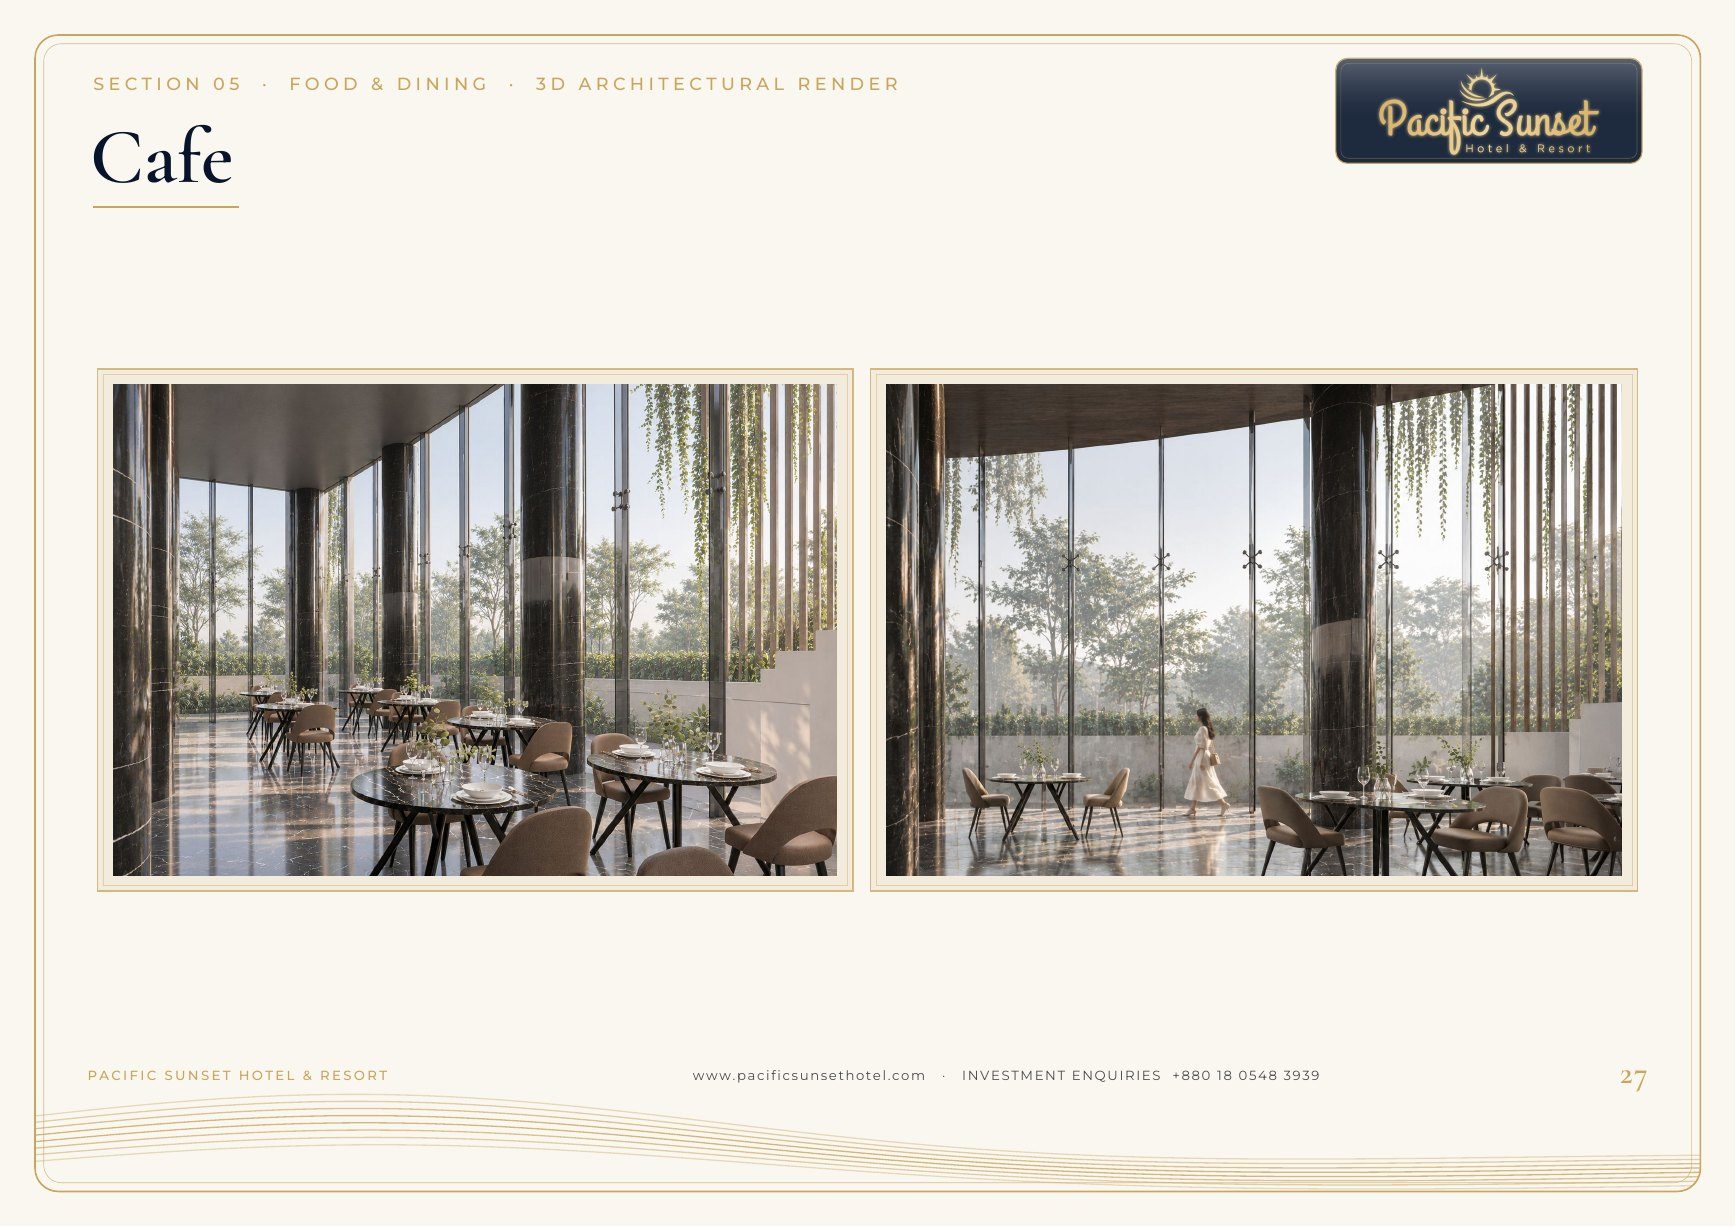 SECTION 05 · FOOD & DINING · 3D ARCHITECTURAL RENDER
Cafe
Pacific Sunset
Hotel & Resort
PACIFIC SUNSET HOTEL & RESORT
www.pacificsunsethotel.com · INVESTMENT ENQUIRIES +880 18 0548 3939
27